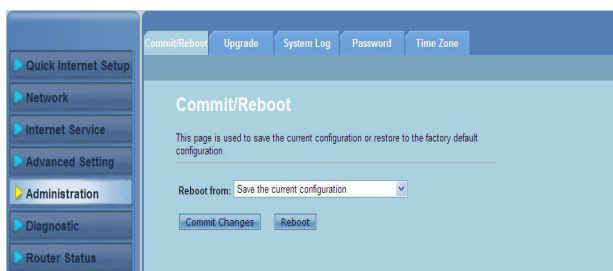 Commit/Reboot Upgrade System Log Password Time Zone
Quick Internet Setup
Network
Internet Service
Advanced Setting
Administration
Diagnostic
Router Status
Commit/Reboot
This page is used to save the current configuration or restore to the factory default
configuration.
Reboot from: Save the current configuration
Commit Changes Reboot